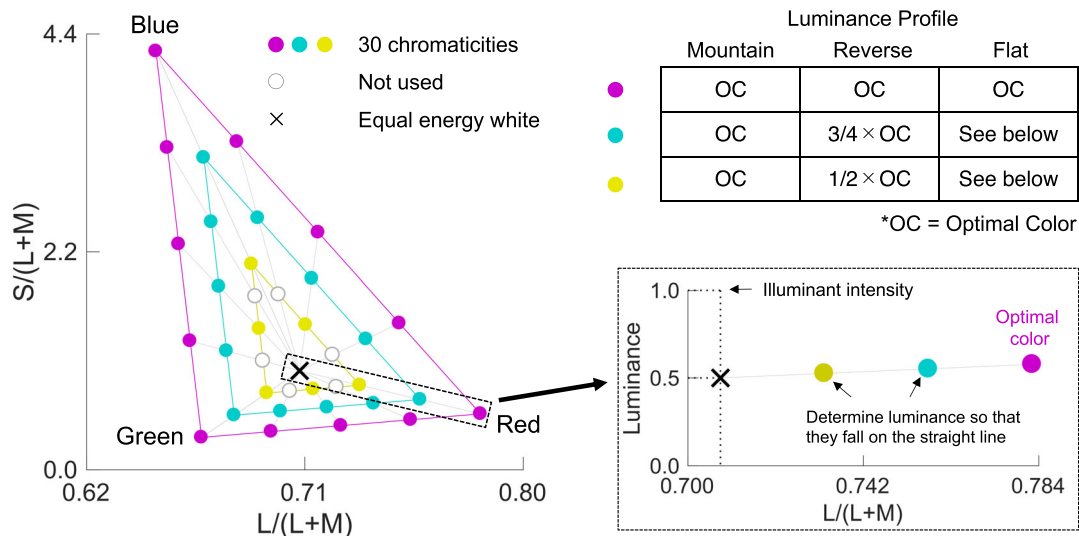 4.4
2.2
0.0
S/(L+M)
0.62
0.71
0.80
L/(L+M)
Blue
Green
Red
30 chromaticities
Not used
Equal energy white
Luminance Profile
Mountain Reverse Flat
OC OC OC
OC 3/4 × OC See below
OC 1/2 × OC See below
*OC = Optimal Color
1.0
0.5
0.0
Luminance
Illuminant intensity
Optimal
color
Determine luminance so that
they fall on the straight line
0.700
0.742
0.784
L/(L+M)